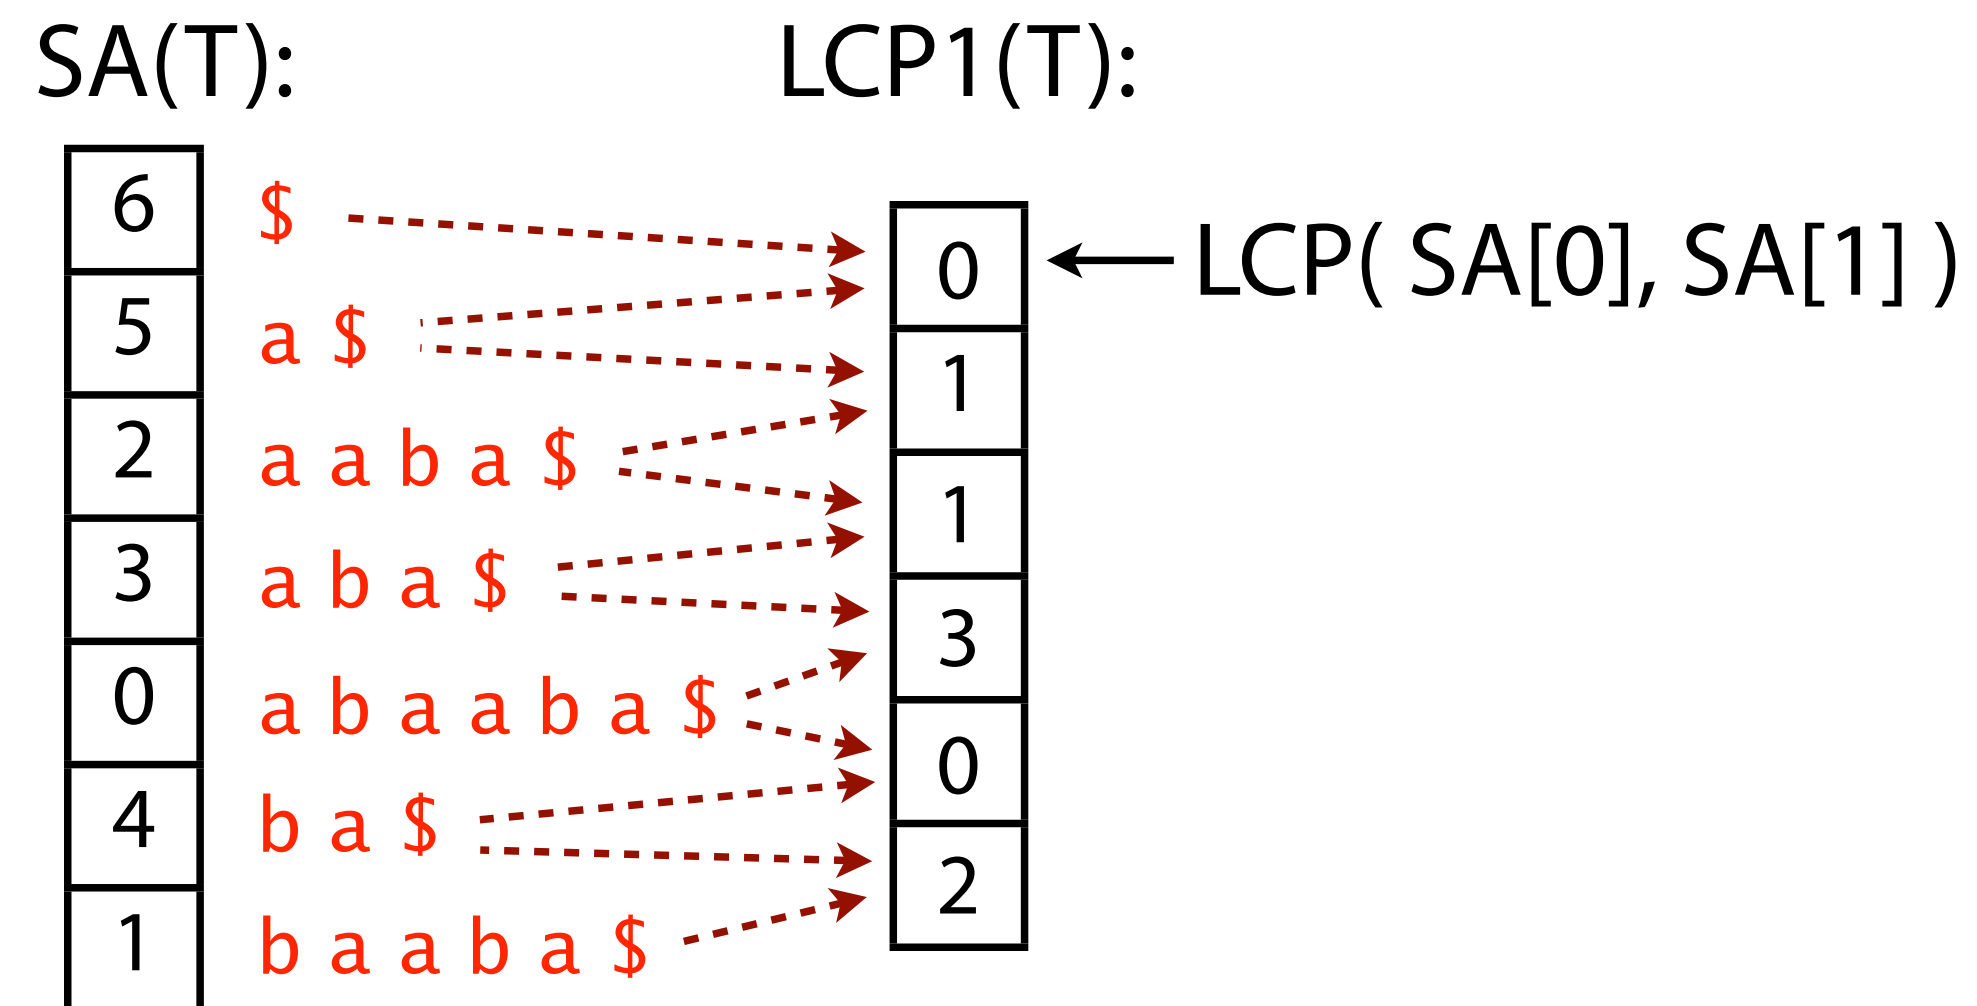 SA(T): LCP1(T):
6 $
0 LCP( SA[0], SA[1] )
5 a $
1
2 a a b a $
1
3 a b a $
3
0 a b a a b a $
0
4 b a $
2
1 b a a b a $